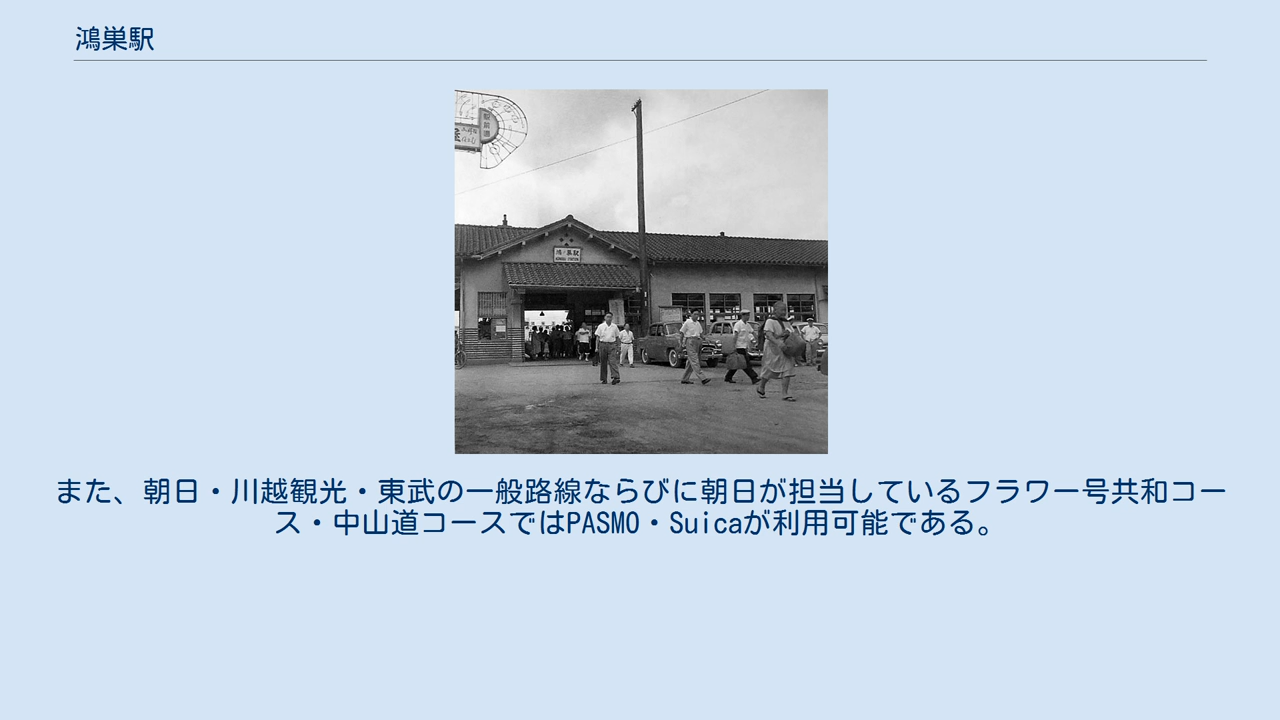 鴻巣駅
また、朝日・川越観光・東武の一般路線ならびに朝日が担当しているフラワー号共和コー
ス・中山道コースではPASMO・Suicaが利用可能である。